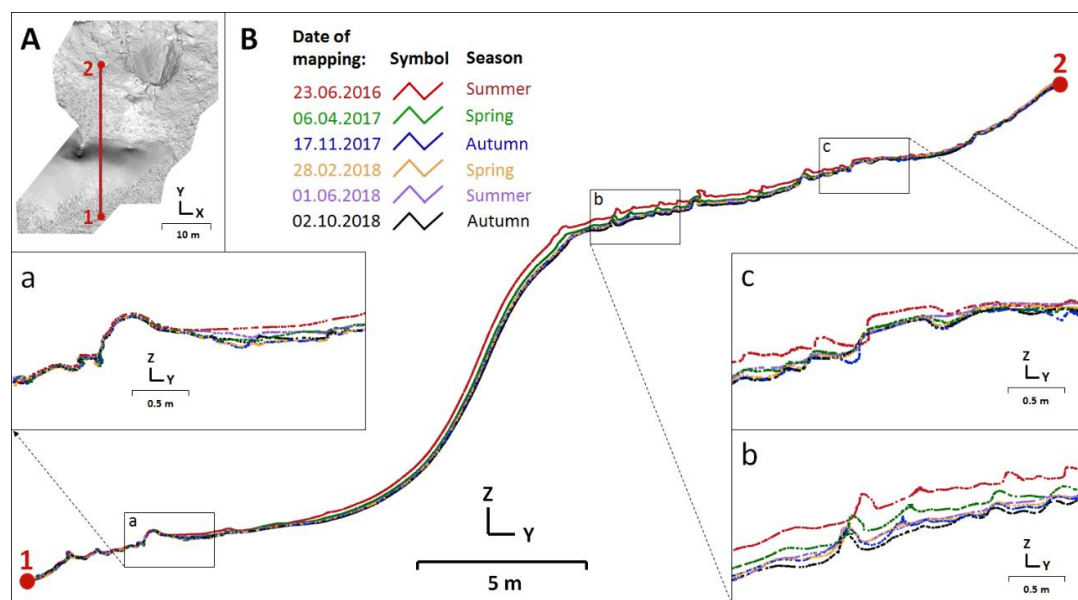 A
2
1
Y
X
10 m
B
Date of
mapping: Symbol Season
23.06.2016 Summer
06.04.2017 Spring
17.11.2017 Autumn
28.02.2018 Spring
01.06.2018 Summer
02.10.2018 Autumn
2
c
b
a
Z
Y
0.5 m
c
Z
Y
0.5 m
b
Z
Y
0.5 m
Z
Y
5 m
a
1